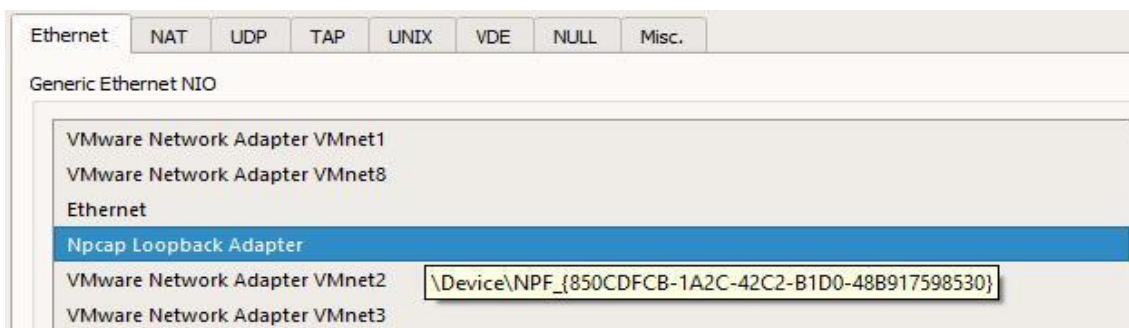 Ethernet NAT UDP TAP UNIX VDE NULL Misc.
Generic Ethernet NIO
VMware Network Adapter VMnet1
VMware Network Adapter VMnet8
Ethernet
Npcap Loopback Adapter
VMware Network Adapter VMnet2
\Device\NPF_{850CDFCB-1A2C-42C2-B1D0-48B917598530}
VMware Network Adapter VMnet3